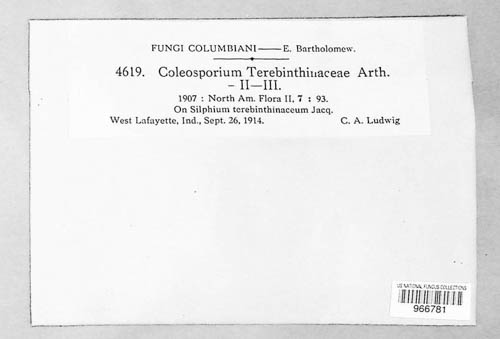 FUNGI COLUMBIANI—E. Bartholomew.
4619. Coleosporium Terebinthinaceae Arth.
– II—III.
1907 : North Am. Flora II, 7 : 93.
On Silphium terebinthinaceum Jacq.
West Lafayette, Ind., Sept. 26, 1914. C. A. Ludwig
US NATIONAL FUNGUS COLLECTIONS
966781